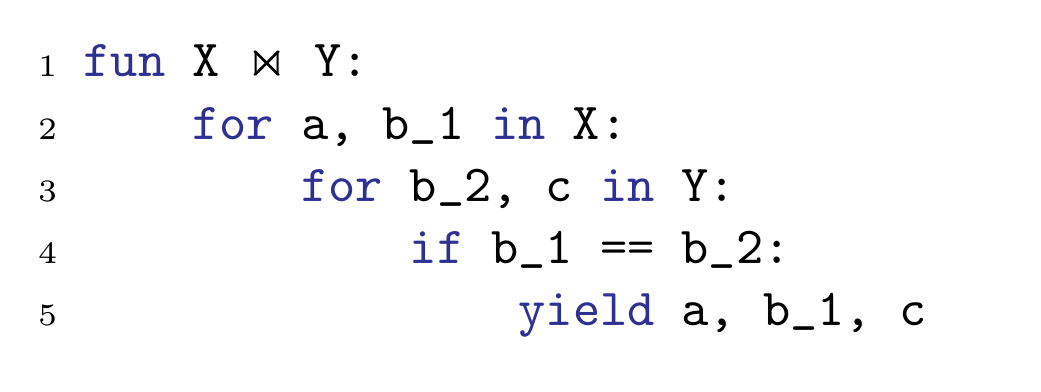 1 fun X ⋈ Y:
2     for a, b_1 in X:
3         for b_2, c in Y:
4             if b_1 == b_2:
5                 yield a, b_1, c